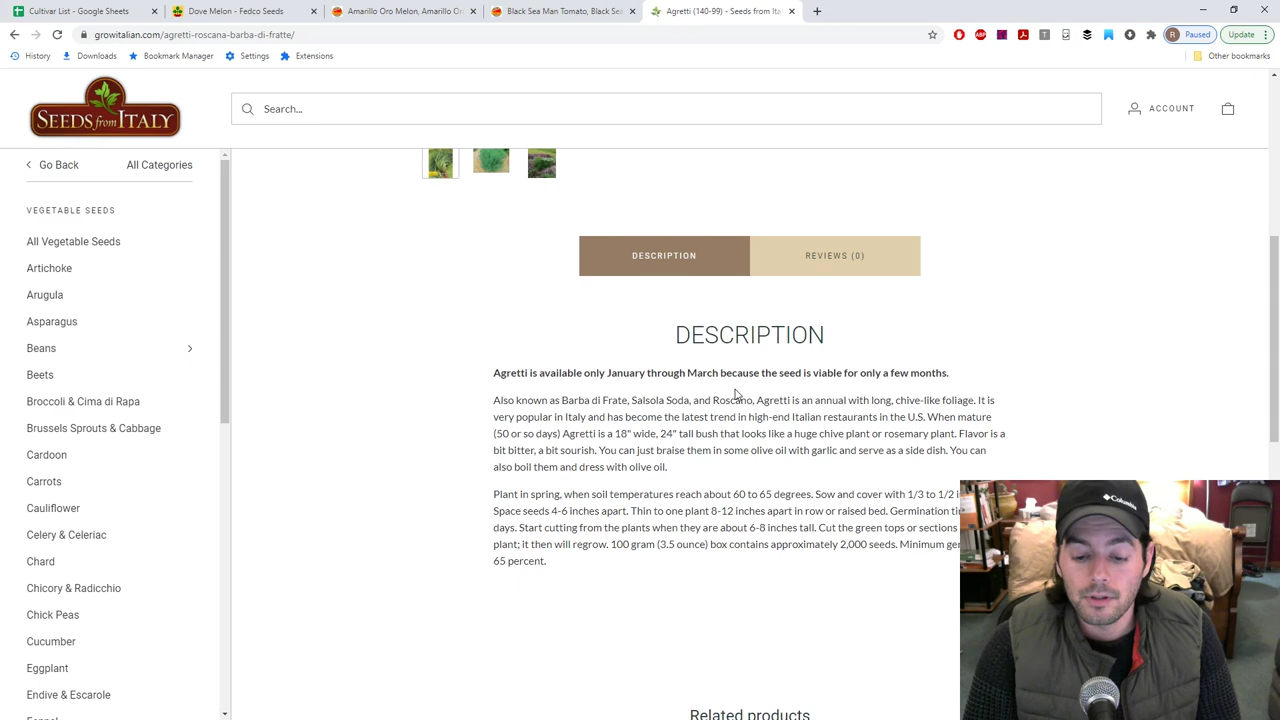 Cultivar List - Google Sheets
Dove Melon - Fedco Seeds
Amarillo Oro Melon, Amarillo Or
Black Sea Man Tomato, Black Se
Agretti (140-99) - Seeds from Ita
growitalian.com/agretti-roscana-barba-di-fratte/
Paused
Update
History
Downloads
Bookmark Manager
Settings
Extensions
Other bookmarks
SEEDS from ITALY
Search...
ACCOUNT
Go Back
All Categories
VEGETABLE SEEDS
All Vegetable Seeds
Artichoke
Arugula
Asparagus
Beans
Beets
Broccoli & Cima di Rapa
Brussels Sprouts & Cabbage
Cardoon
Carrots
Cauliflower
Celery & Celeriac
Chard
Chicory & Radicchio
Chick Peas
Cucumber
Eggplant
Endive & Escarole
DESCRIPTION
REVIEWS (0)
DESCRIPTION
Agretti is available only January through March because the seed is viable for only a few months.
Also known as Barba di Frate, Salsola Soda, and Roscano, Agretti is an annual with long, chive-like foliage. It is
very popular in Italy and has become the latest trend in high-end Italian restaurants in the U.S. When mature
(50 or so days) Agretti is a 18" wide, 24" tall bush that looks like a huge chive plant or rosemary plant. Flavor is a
bit bitter, a bit sourish. You can just braise them in some olive oil with garlic and serve as a side dish. You can
also boil them and dress with olive oil.
Plant in spring, when soil temperatures reach about 60 to 65 degrees. Sow and cover with 1/3 to 1/2 i
Space seeds 4-6 inches apart. Thin to one plant 8-12 inches apart in row or raised bed. Germination ti
days. Start cutting from the plants when they are about 6-8 inches tall. Cut the green tops or sections
plant; it then will regrow. 100 gram (3.5 ounce) box contains approximately 2,000 seeds. Minimum ge
65 percent.
Related products
Columbia